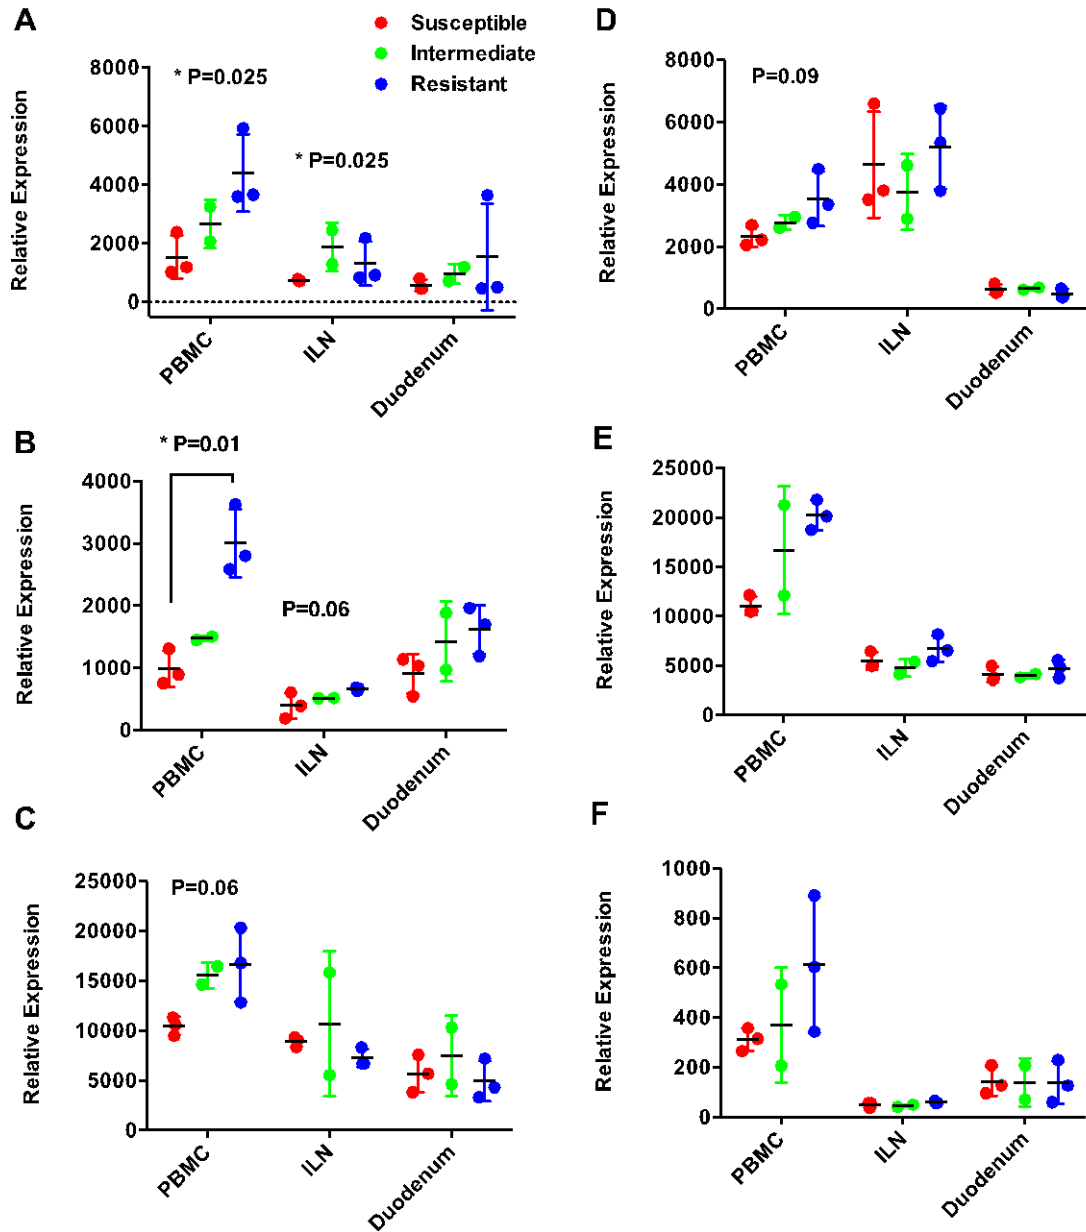 A
Susceptible
Intermediate
Resistant
* P=0.025
* P=0.025
Relative Expression
8000
6000
4000
2000
0
PBMC
ILN
Duodenum
D
P=0.09
Relative Expression
8000
6000
4000
2000
0
PBMC
ILN
Duodenum
B
* P=0.01
P=0.06
Relative Expression
4000
3000
2000
1000
0
PBMC
ILN
Duodenum
E
Relative Expression
25000
20000
15000
10000
5000
0
PBMC
ILN
Duodenum
C
P=0.06
Relative Expression
25000
20000
15000
10000
5000
0
PBMC
ILN
Duodenum
F
Relative Expression
1000
800
600
400
200
0
PBMC
ILN
Duodenum